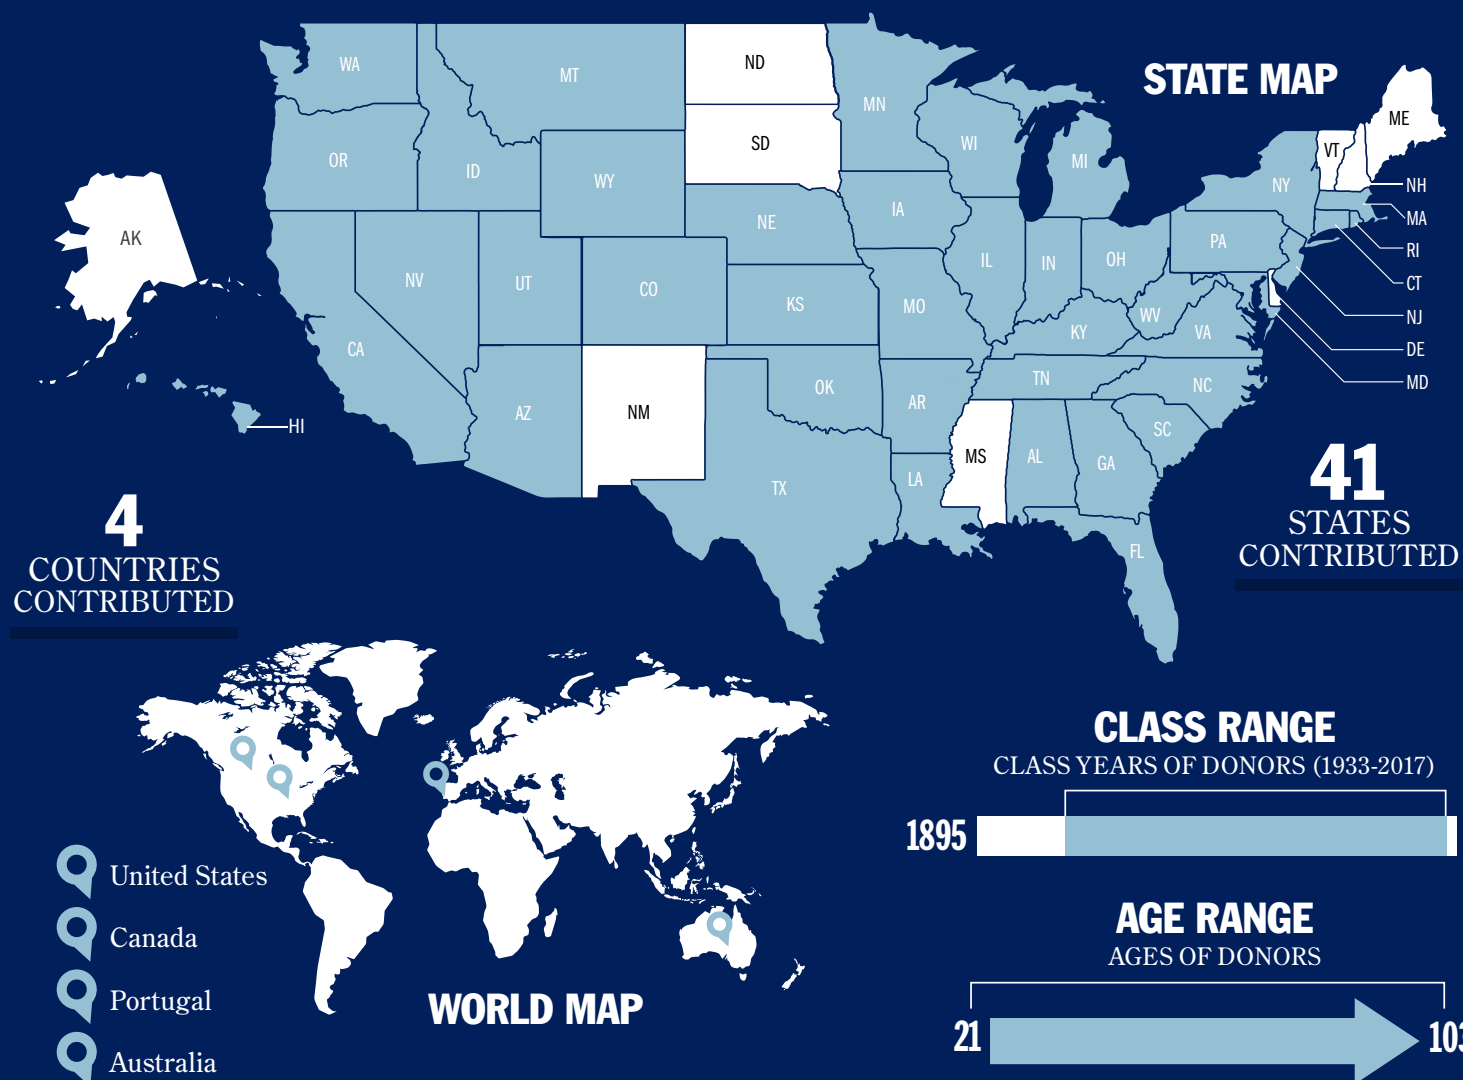 STATE MAP
WA
MT
ND
MN
ME
OR
ID
SD
WI
MI
VT
NY
WY
NH
AK
NE
IA
PA
MA
RI
NV
UT
CO
IL
IN
OH
CT
KS
MO
WV
NJ
CA
KY
VA
DE
HI
AZ
NM
OK
AR
TN
NC
MD
MS
AL
GA
SC
TX
LA
FL
4
COUNTRIES
CONTRIBUTED
41
STATES
CONTRIBUTED
United States
Canada
Portugal
Australia
WORLD MAP
CLASS RANGE
CLASS YEARS OF DONORS (1933-2017)
1895
AGE RANGE
AGES OF DONORS
21
103